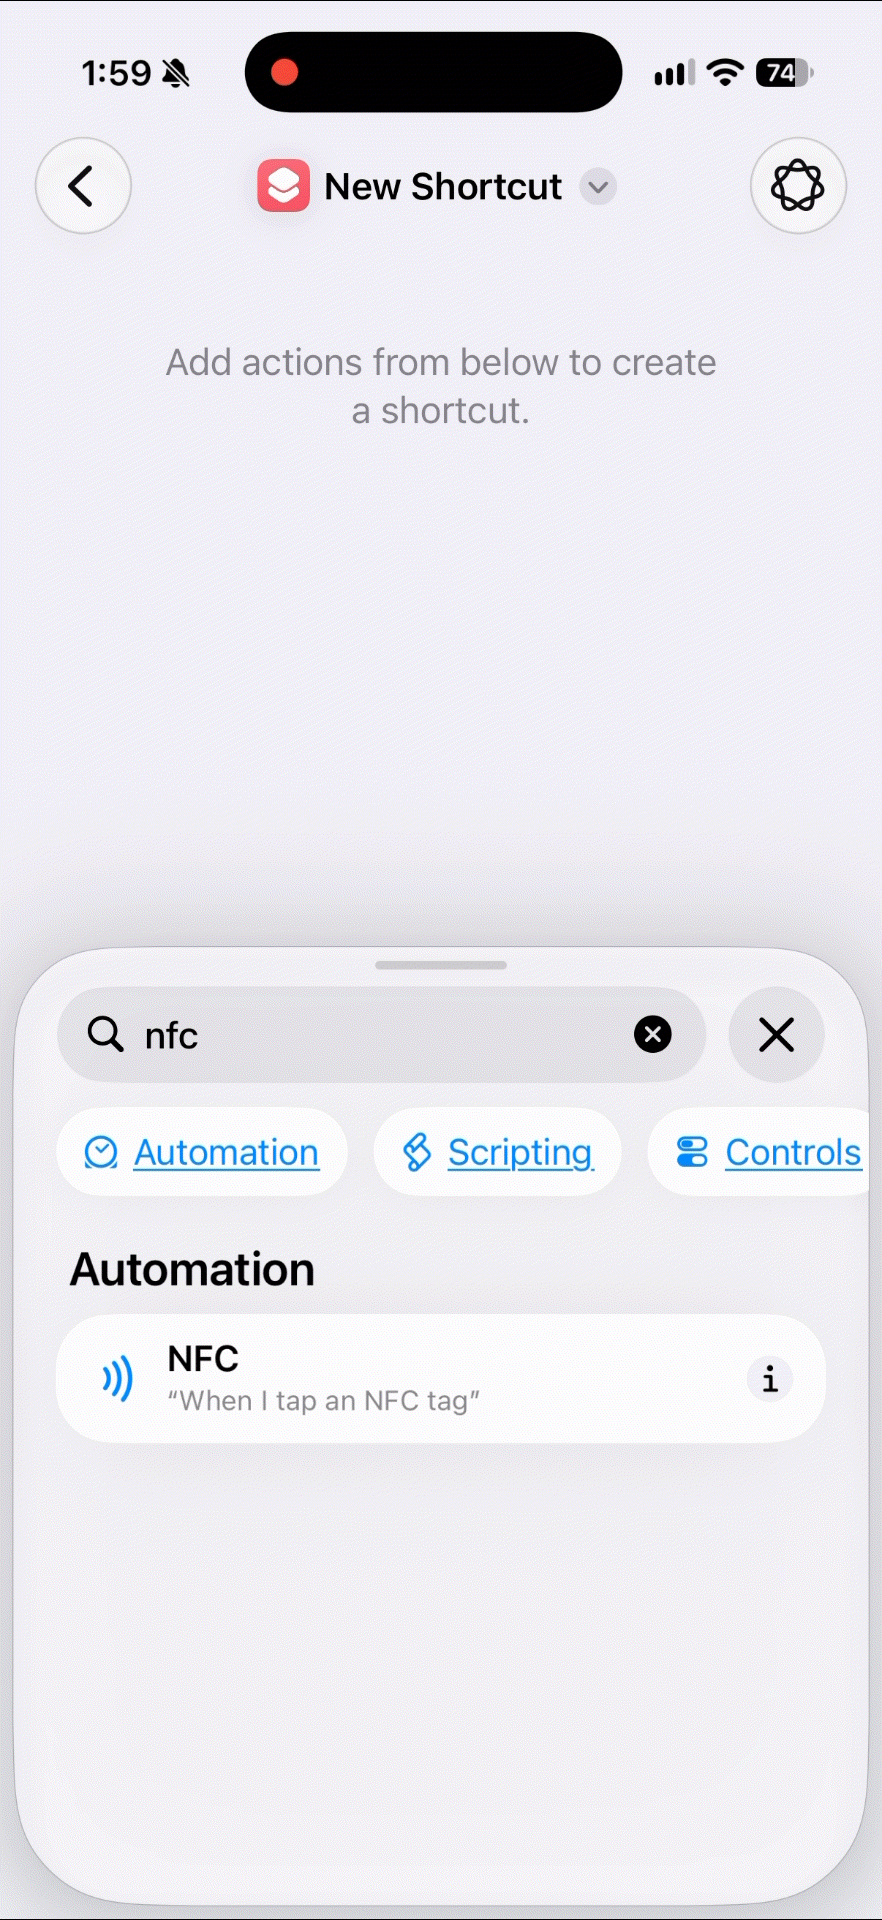 1:59
74
New Shortcut
Add actions from below to create
a shortcut.
nfc
Automation
Scripting
Controls
Automation
NFC
“When I tap an NFC tag”